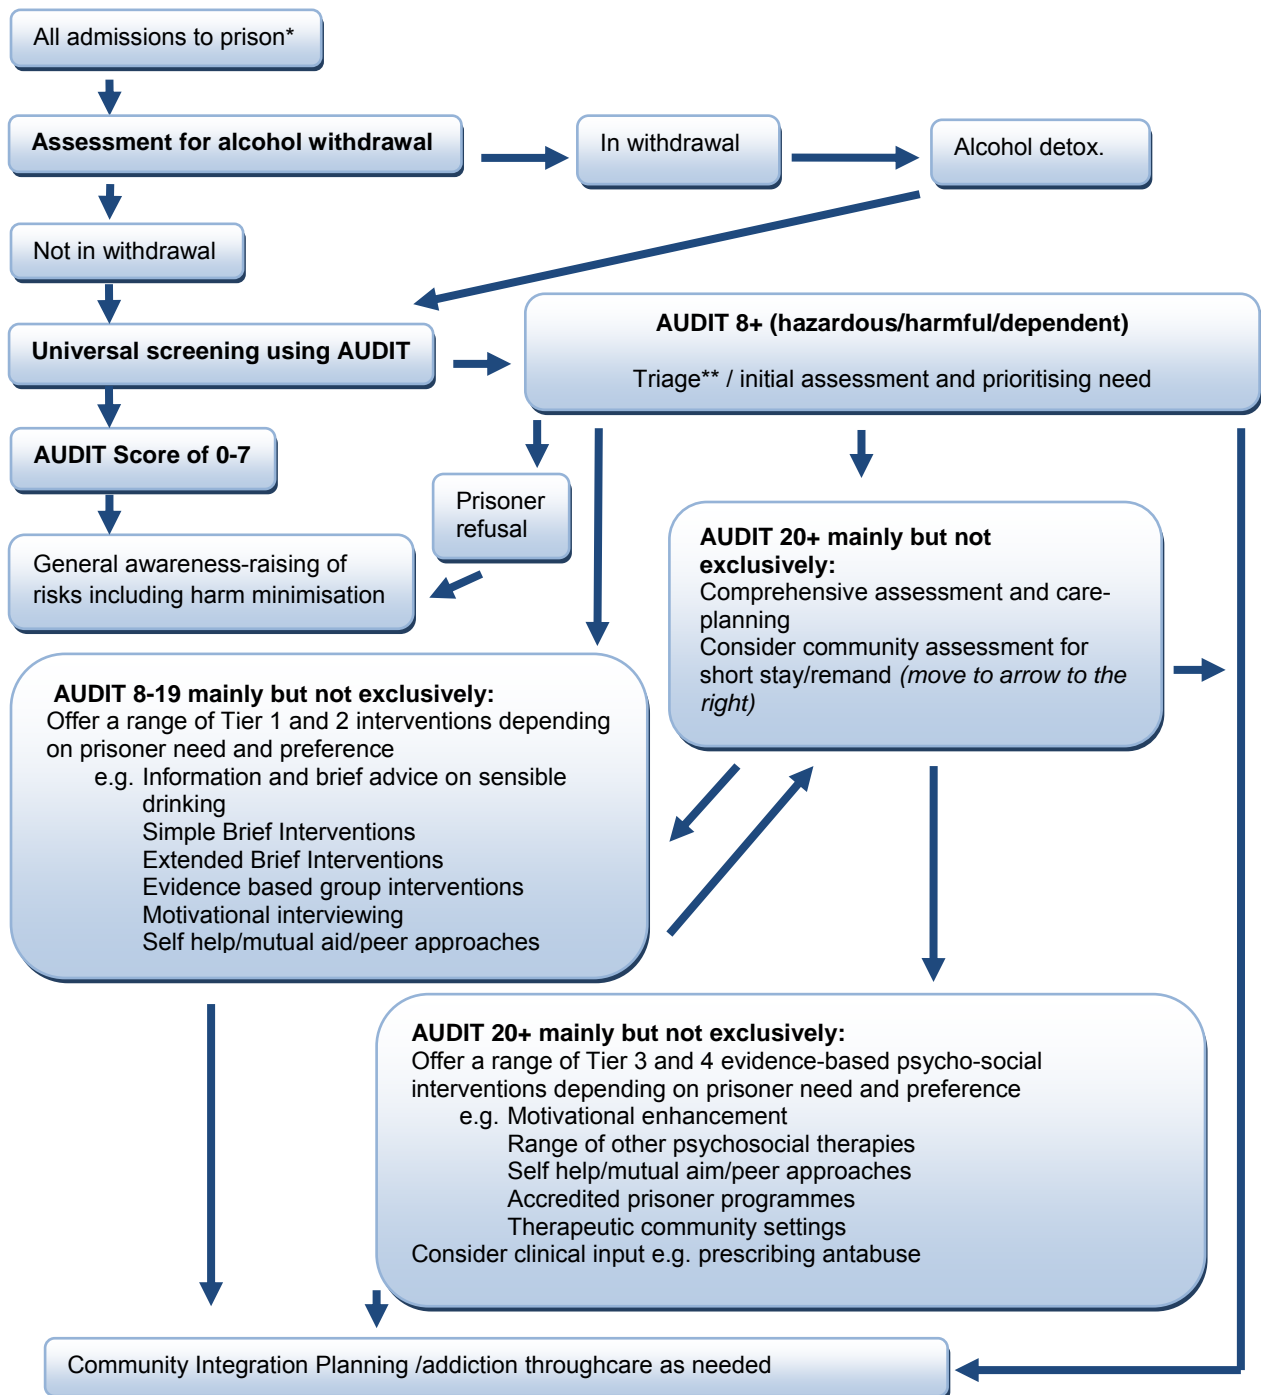 All admissions to prison*
Assessment for alcohol withdrawal
In withdrawal
Alcohol detox.
Not in withdrawal
Universal screening using AUDIT
AUDIT 8+ (hazardous/harmful/dependent)
Triage** / initial assessment and prioritising need
AUDIT Score of 0-7
Prisoner
refusal
General awareness-raising of
risks including harm minimisation
AUDIT 20+ mainly but not
exclusively:
Comprehensive assessment and care-
planning
Consider community assessment for
short stay/remand (move to arrow to the
right)
AUDIT 8-19 mainly but not exclusively:
Offer a range of Tier 1 and 2 interventions depending
on prisoner need and preference
e.g. Information and brief advice on sensible
drinking
Simple Brief Interventions
Extended Brief Interventions
Evidence based group interventions
Motivational interviewing
Self help/mutual aid/peer approaches
AUDIT 20+ mainly but not exclusively:
Offer a range of Tier 3 and 4 evidence-based psycho-social
interventions depending on prisoner need and preference
e.g. Motivational enhancement
Range of other psychosocial therapies
Self help/mutual aim/peer approaches
Accredited prisoner programmes
Therapeutic community settings
Consider clinical input e.g. prescribing antabuse
Community Integration Planning /addiction throughcare as needed